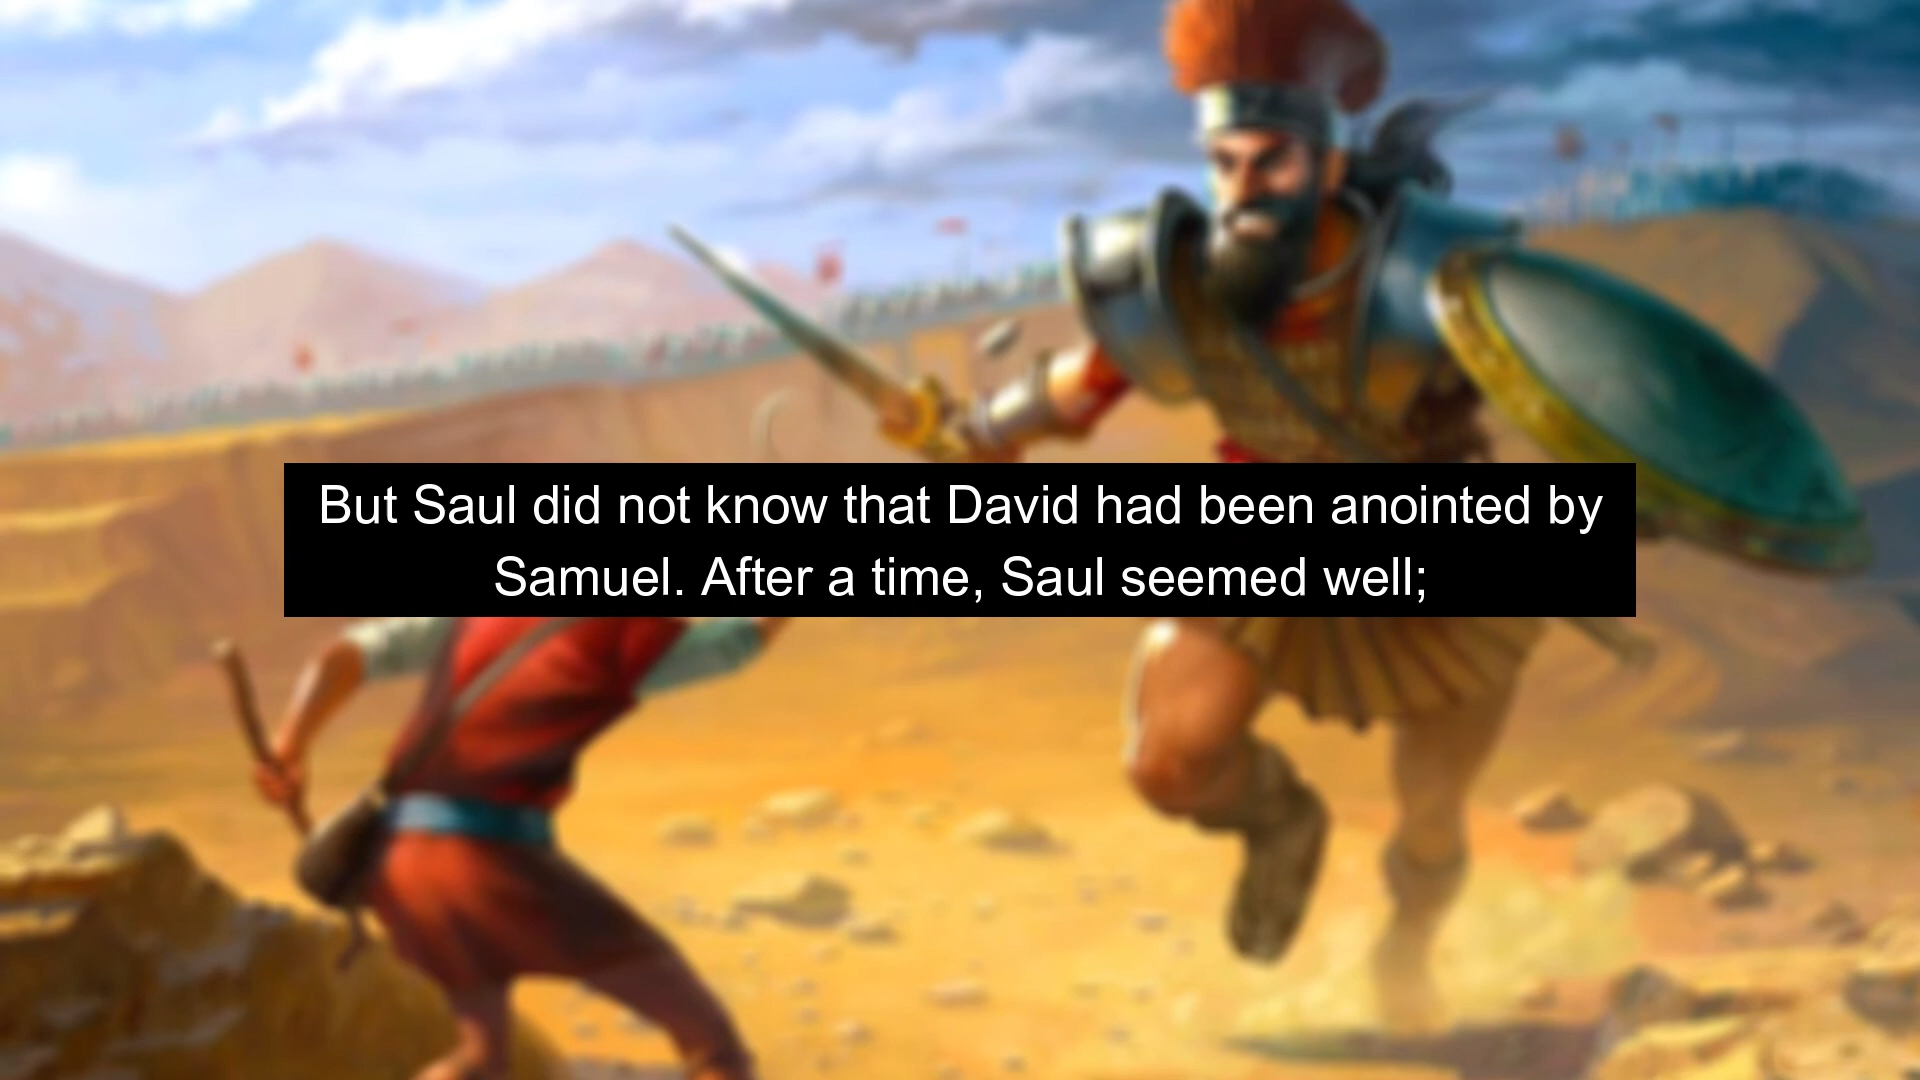 But Saul did not know that David had been anointed by
Samuel. After a time, Saul seemed well;